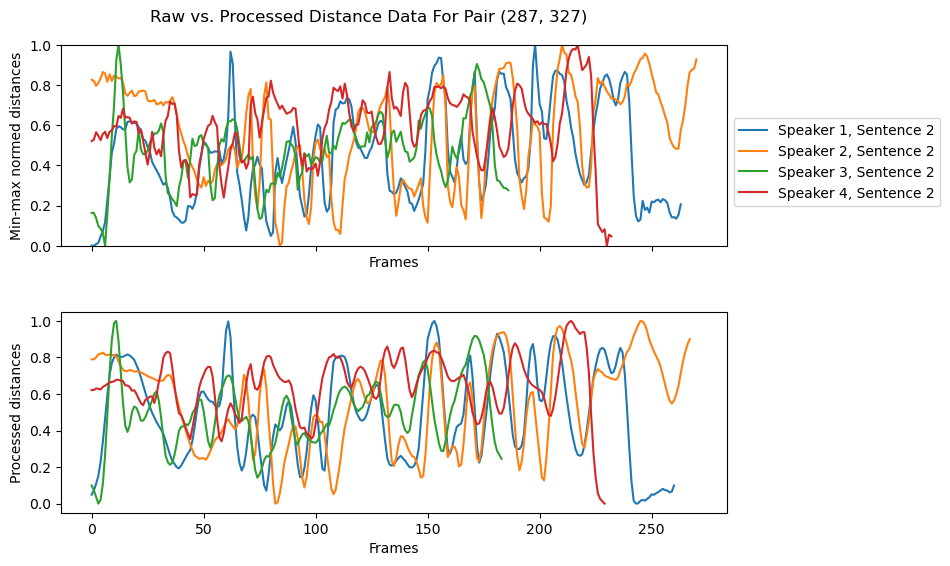 Raw vs. Processed Distance Data For Pair (287, 327)
Min-max normed distances
1.0
0.8
0.6
0.4
0.2
0.0
Frames
Speaker 1, Sentence 2
Speaker 2, Sentence 2
Speaker 3, Sentence 2
Speaker 4, Sentence 2
Processed distances
1.0
0.8
0.6
0.4
0.2
0.0
0 50 100 150 200 250
Frames